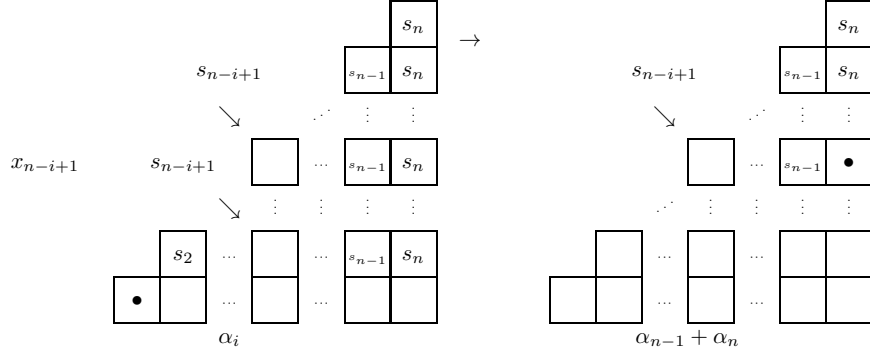 s_n s_n
→
s_{n-i+1} s_{n-1} s_n s_{n-i+1} s_{n-1} s_n
↘ ⋰ ⋮ ⋮ ↘ ⋰ ⋮ ⋮
x_{n-i+1} s_{n-i+1} ... s_{n-1} s_n ... s_{n-1} •
↘ ⋮ ⋮ ⋮ ⋮ ⋰ ⋮ ⋮ ⋮ ⋮
s_2 ... ... s_{n-1} s_n ... ...
• ... ... ... ...
α_i α_{n-1} + α_n